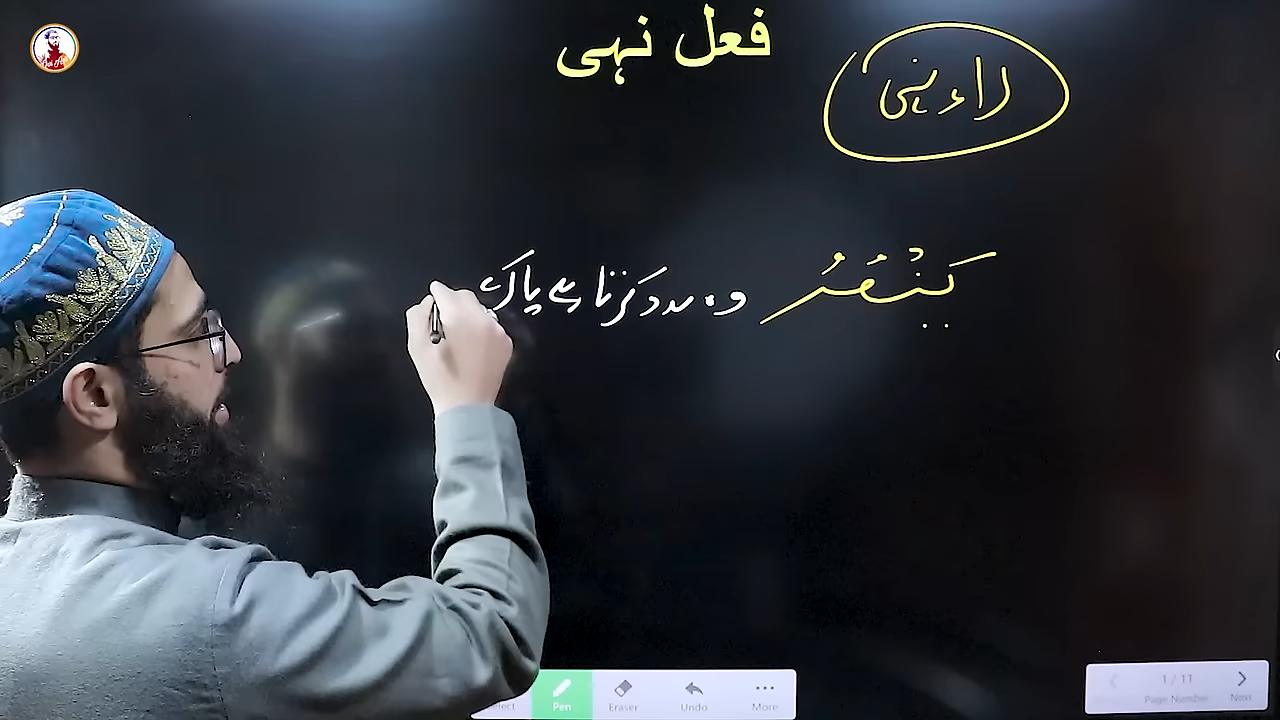 فعل نہی
لاء نہی
یَنْصُرُ وہ مدد کرتا ہے یا کرے
Select Pen Eraser Undo More
1 / 11
Page Number Next